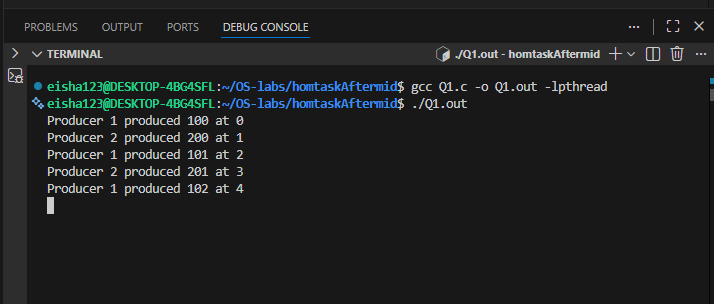 PROBLEMS OUTPUT PORTS DEBUG CONSOLE
TERMINAL ./Q1.out - homtaskAftermid
eisha123@DESKTOP-4BG4SFL:~/OS-labs/homtaskAftermid$ gcc Q1.c -o Q1.out -lpthread
eisha123@DESKTOP-4BG4SFL:~/OS-labs/homtaskAftermid$ ./Q1.out
Producer 1 produced 100 at 0
Producer 2 produced 200 at 1
Producer 1 produced 101 at 2
Producer 2 produced 201 at 3
Producer 1 produced 102 at 4